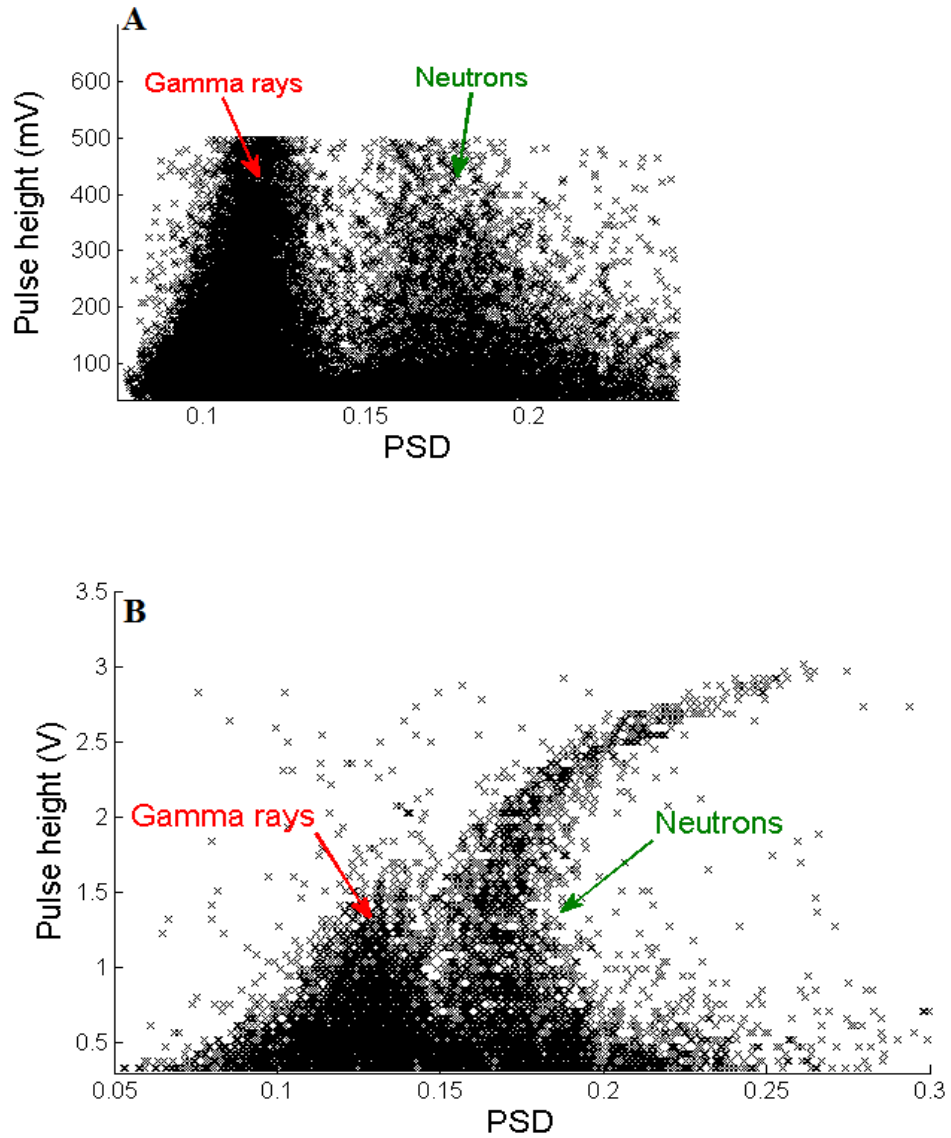 A
Gamma rays
Neutrons
Pulse height (mV)
600
500
400
300
200
100
0.1 0.15 0.2
PSD
B
Gamma rays
Neutrons
Pulse height (V)
3.5
3
2.5
2
1.5
1
0.5
0.05 0.1 0.15 0.2 0.25 0.3
PSD